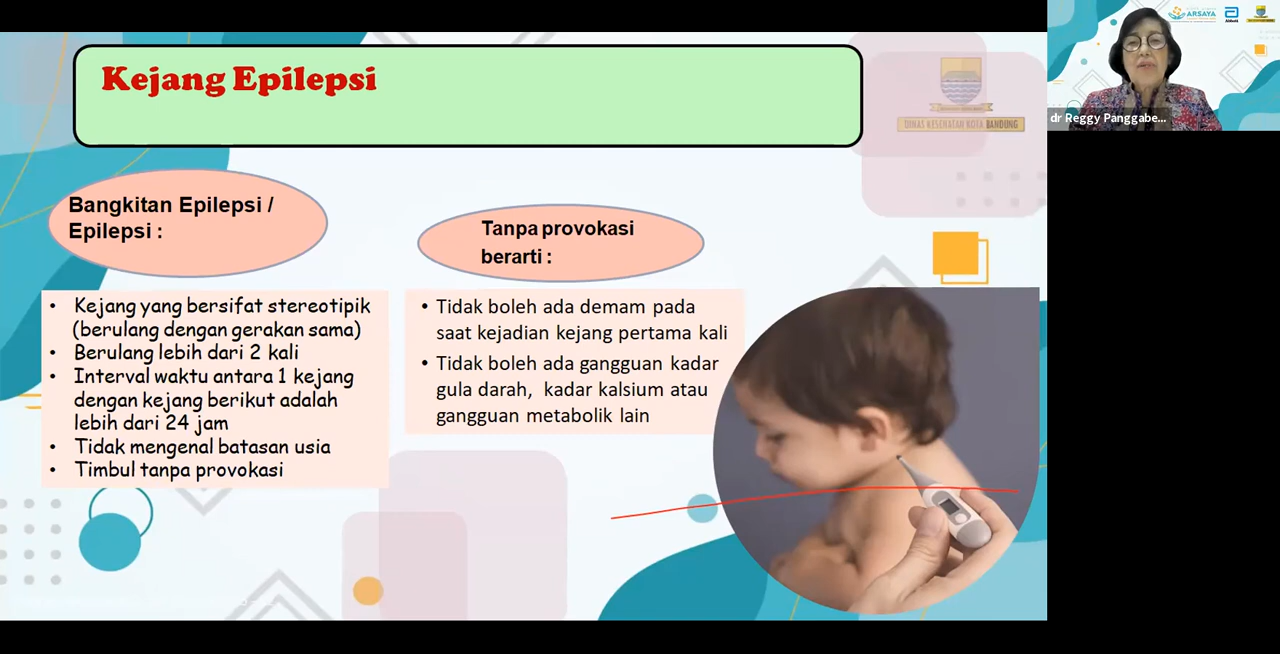 Kejang Epilepsi
DINAS KESEHATAN KOTA BANDUNG
Bangkitan Epilepsi /
Epilepsi :
• Kejang yang bersifat stereotipik
(berulang dengan gerakan sama)
• Berulang lebih dari 2 kali
• Interval waktu antara 1 kejang
dengan kejang berikut adalah
lebih dari 24 jam
• Tidak mengenal batasan usia
• Timbul tanpa provokasi
Tanpa provokasi
berarti :
• Tidak boleh ada demam pada
saat kejadian kejang pertama kali
• Tidak boleh ada gangguan kadar
gula darah, kadar kalsium atau
gangguan metabolik lain
ARSAYA
Abbott
dr Reggy Panggabe...